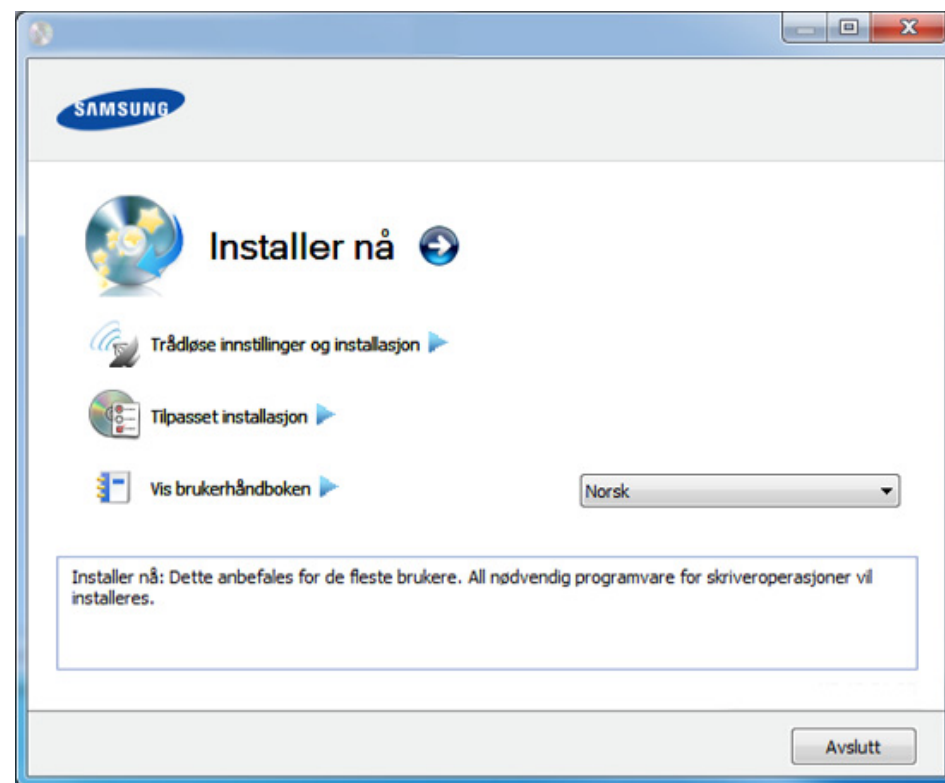 SAMSUNG
Installer nå
Trådløse innstillinger og installasjon
Tilpasset installasjon
Vis brukerhåndboken
Norsk
Installer nå: Dette anbefales for de fleste brukere. All nødvendig programvare for skriveroperasjoner vil
installeres.
Avslutt